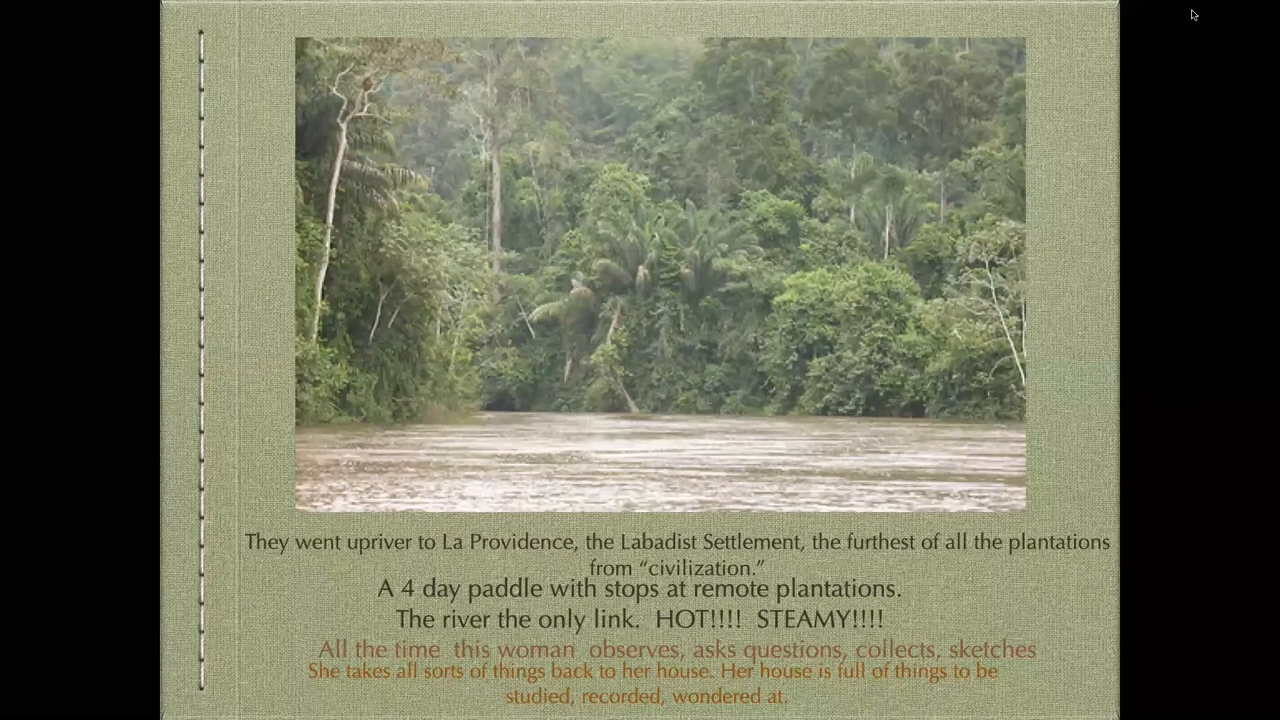 They went upriver to La Providence, the Labadist Settlement, the furthest of all the plantations
from “civilization.”
A 4 day paddle with stops at remote plantations.
The river the only link.  HOT!!!!  STEAMY!!!!
All the time  this woman  observes, asks questions, collects, sketches
She takes all sorts of things back to her house. Her house is full of things to be
studied, recorded, wondered at.